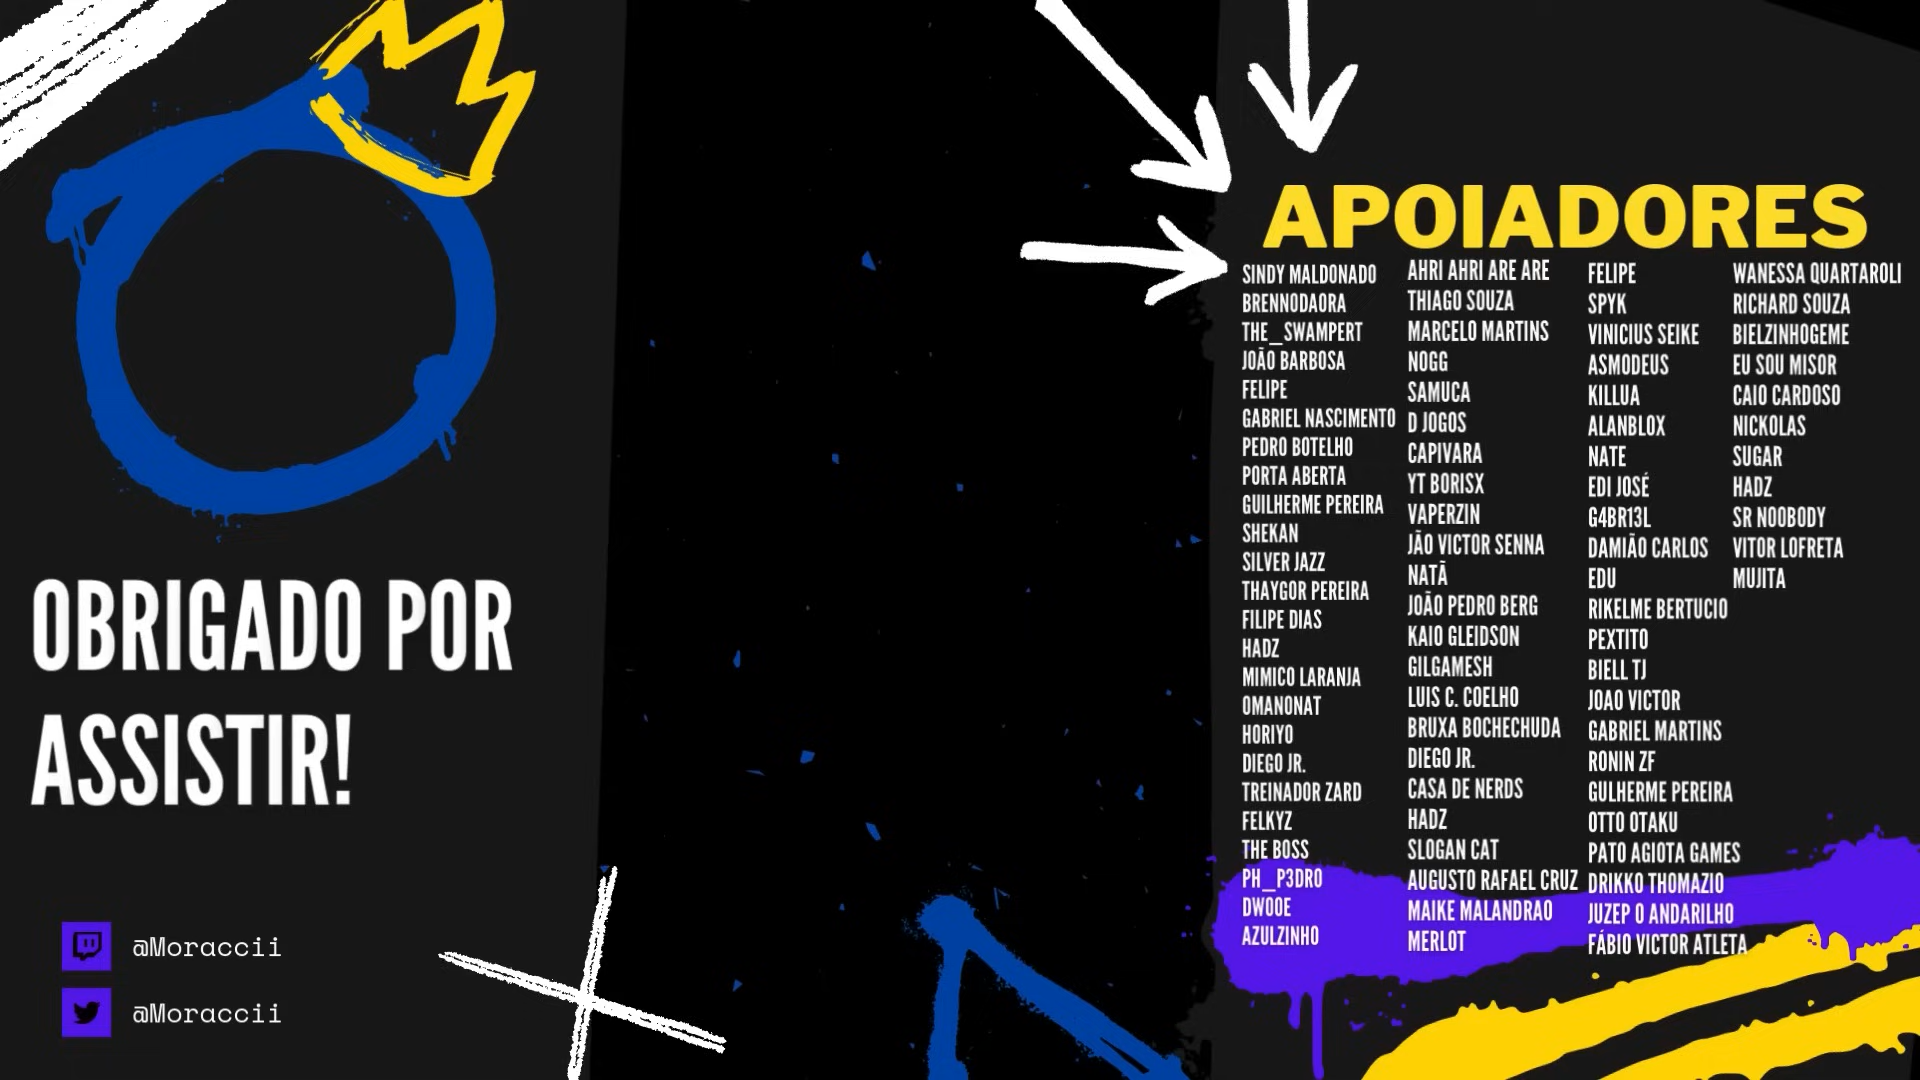 OBRIGADO POR
ASSISTIR!
@Moraccii
@Moraccii
APOIADORES
SINDY MALDONADO
BRENNODAORA
THE_SWAMPERT
JOÃO BARBOSA
FELIPE
GABRIEL NASCIMENTO
PEDRO BOTELHO
PORTA ABERTA
GUILHERME PEREIRA
SHEKAN
SILVER JAZZ
THAYGOR PEREIRA
FILIPE DIAS
HADZ
MIMICO LARANJA
OMANONAT
HORIYO
DIEGO JR.
TREINADOR ZARD
FELKYZ
THE BOSS
PH_P3DRO
DWOOE
AZULZINHO
AHRI AHRI ARE ARE
THIAGO SOUZA
MARCELO MARTINS
NOGG
SAMUCA
D JOGOS
CAPIVARA
YT BORISX
VAPERZIN
JÃO VICTOR SENNA
NATÃ
JOÃO PEDRO BERG
KAIO GLEIDSON
GILGAMESH
LUIS C. COELHO
BRUXA BOCHECHUDA
DIEGO JR.
CASA DE NERDS
HADZ
SLOGAN CAT
AUGUSTO RAFAEL CRUZ
MAIKE MALANDRAO
MERLOT
FELIPE
SPYK
VINICIUS SEIKE
ASMODEUS
KILLUA
ALANBLOX
NATE
EDI JOSÉ
G4BR13L
DAMIÃO CARLOS
EDU
RIKELME BERTUCIO
PEXTITO
BIELL TJ
JOAO VICTOR
GABRIEL MARTINS
RONIN ZF
GULHERME PEREIRA
OTTO OTAKU
PATO AGIOTA GAMES
DRIKKO THOMAZIO
JUZEP O ANDARILHO
FÁBIO VICTOR ATLETA
WANESSA QUARTAROLI
RICHARD SOUZA
BIELZINHOGEME
EU SOU MISOR
CAIO CARDOSO
NICKOLAS
SUGAR
HADZ
SR NOOBODY
VITOR LOFRETA
MUJITA